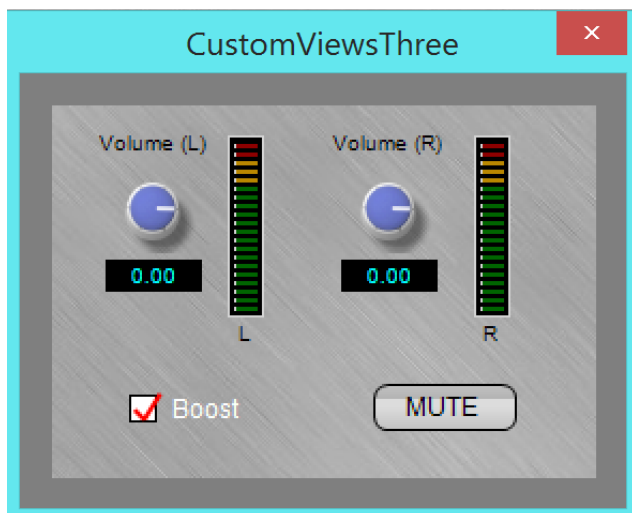 CustomViewsThree
Volume (L)
Volume (R)
0.00
0.00
L
R
Boost
MUTE